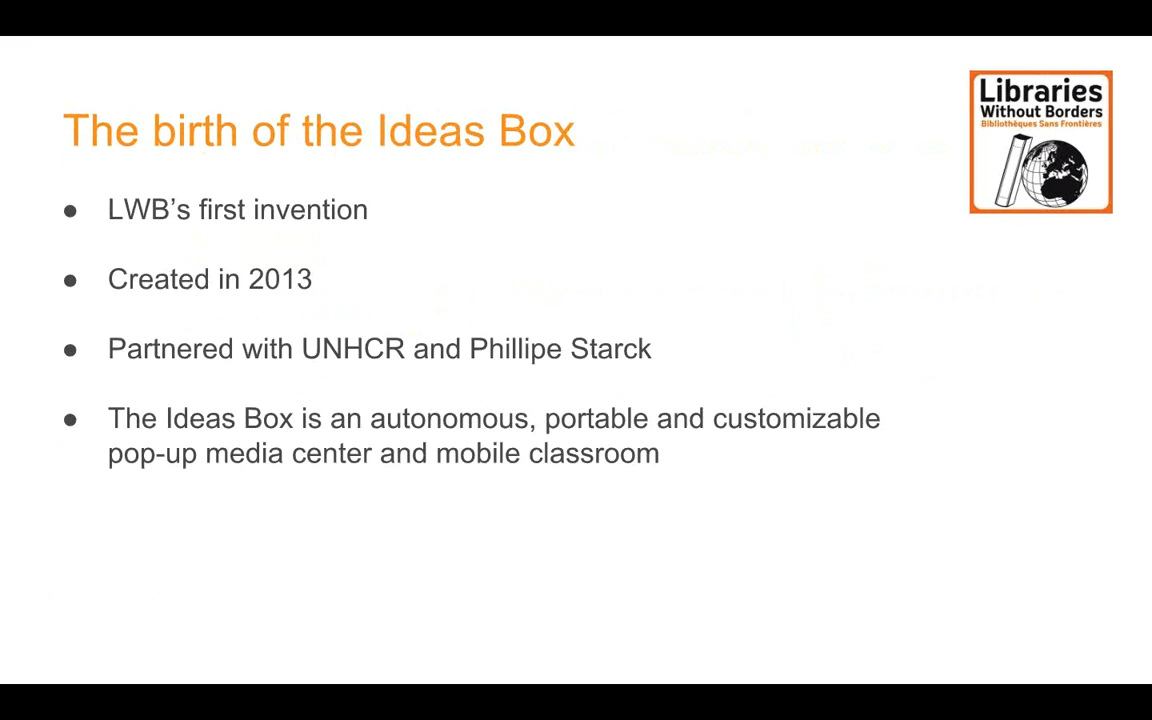 The birth of the Ideas Box
Libraries
Without Borders
Bibliothèques Sans Frontières
● LWB’s first invention
● Created in 2013
● Partnered with UNHCR and Phillipe Starck
● The Ideas Box is an autonomous, portable and customizable
pop-up media center and mobile classroom